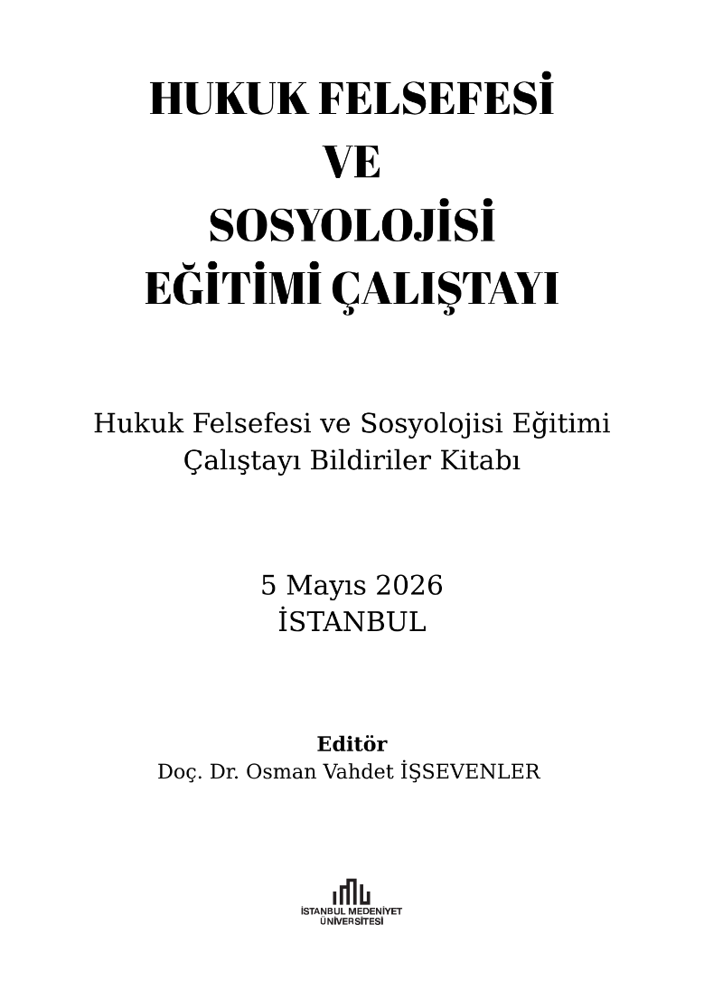 HUKUK FELSEFESİ
VE
SOSYOLOJİSİ
EĞİTİMİ ÇALIŞTAYI
Hukuk Felsefesi ve Sosyolojisi Eğitimi
Çalıştayı Bildiriler Kitabı
5 Mayıs 2026
İSTANBUL
Editör
Doç. Dr. Osman Vahdet İŞSEVENLER
İSTANBUL MEDENİYET
ÜNİVERSİTESİ